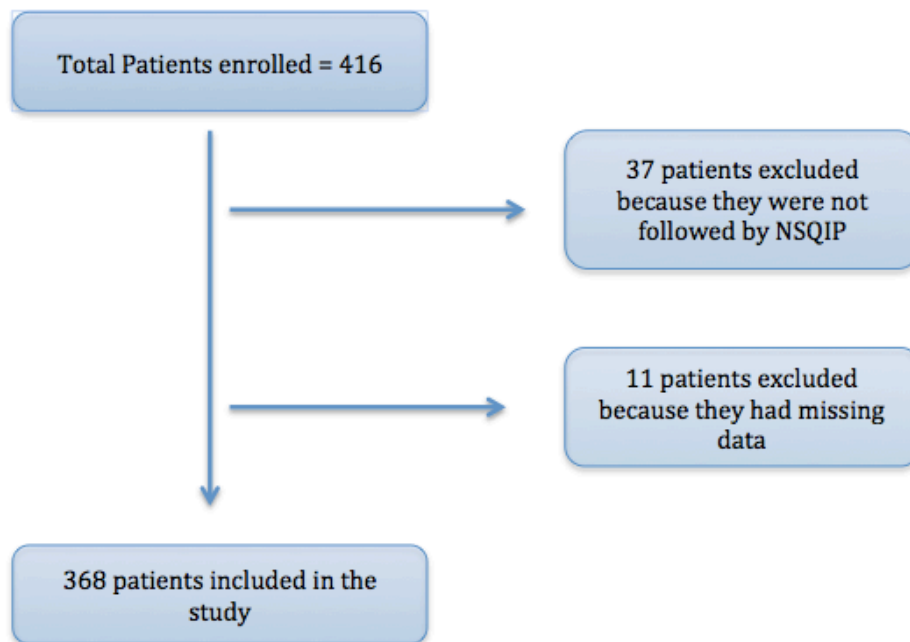 Total Patients enrolled = 416
37 patients excluded
because they were not
followed by NSQIP
11 patients excluded
because they had missing
data
368 patients included in the
study